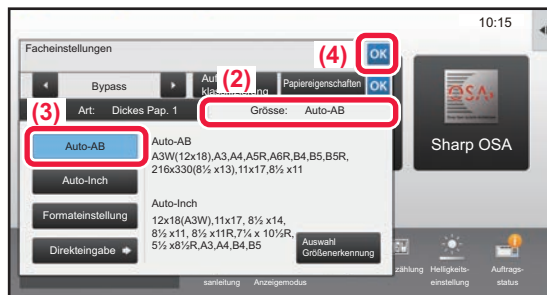 10:15
Facheinstellungen
(4)
OK
Bypass
(2)
Papiereigenschaften
OK
(3)
Art: Dickes Pap. 1
Grösse: Auto-AB
Auto-AB
Auto-AB
A3W(12x18),A3,A4,A5R,A6R,B4,B5,B5R,
216x330(8½ x13),11x17,8½ x11
Auto-Inch
Auto-Inch
12x18(A3W),11x17, 8½ x14,
8½ x11, 8½ x11R,7¼ x 10½R,
5½ x8½R,A3,A4,B4,B5
Formateinstellung
Direkteingabe
Auswahl
Größenerkennung
Sharp OSA
zählung
Helligkeits-
einstellung
Auftrags-
status
sanleitung
Anzeigemodus